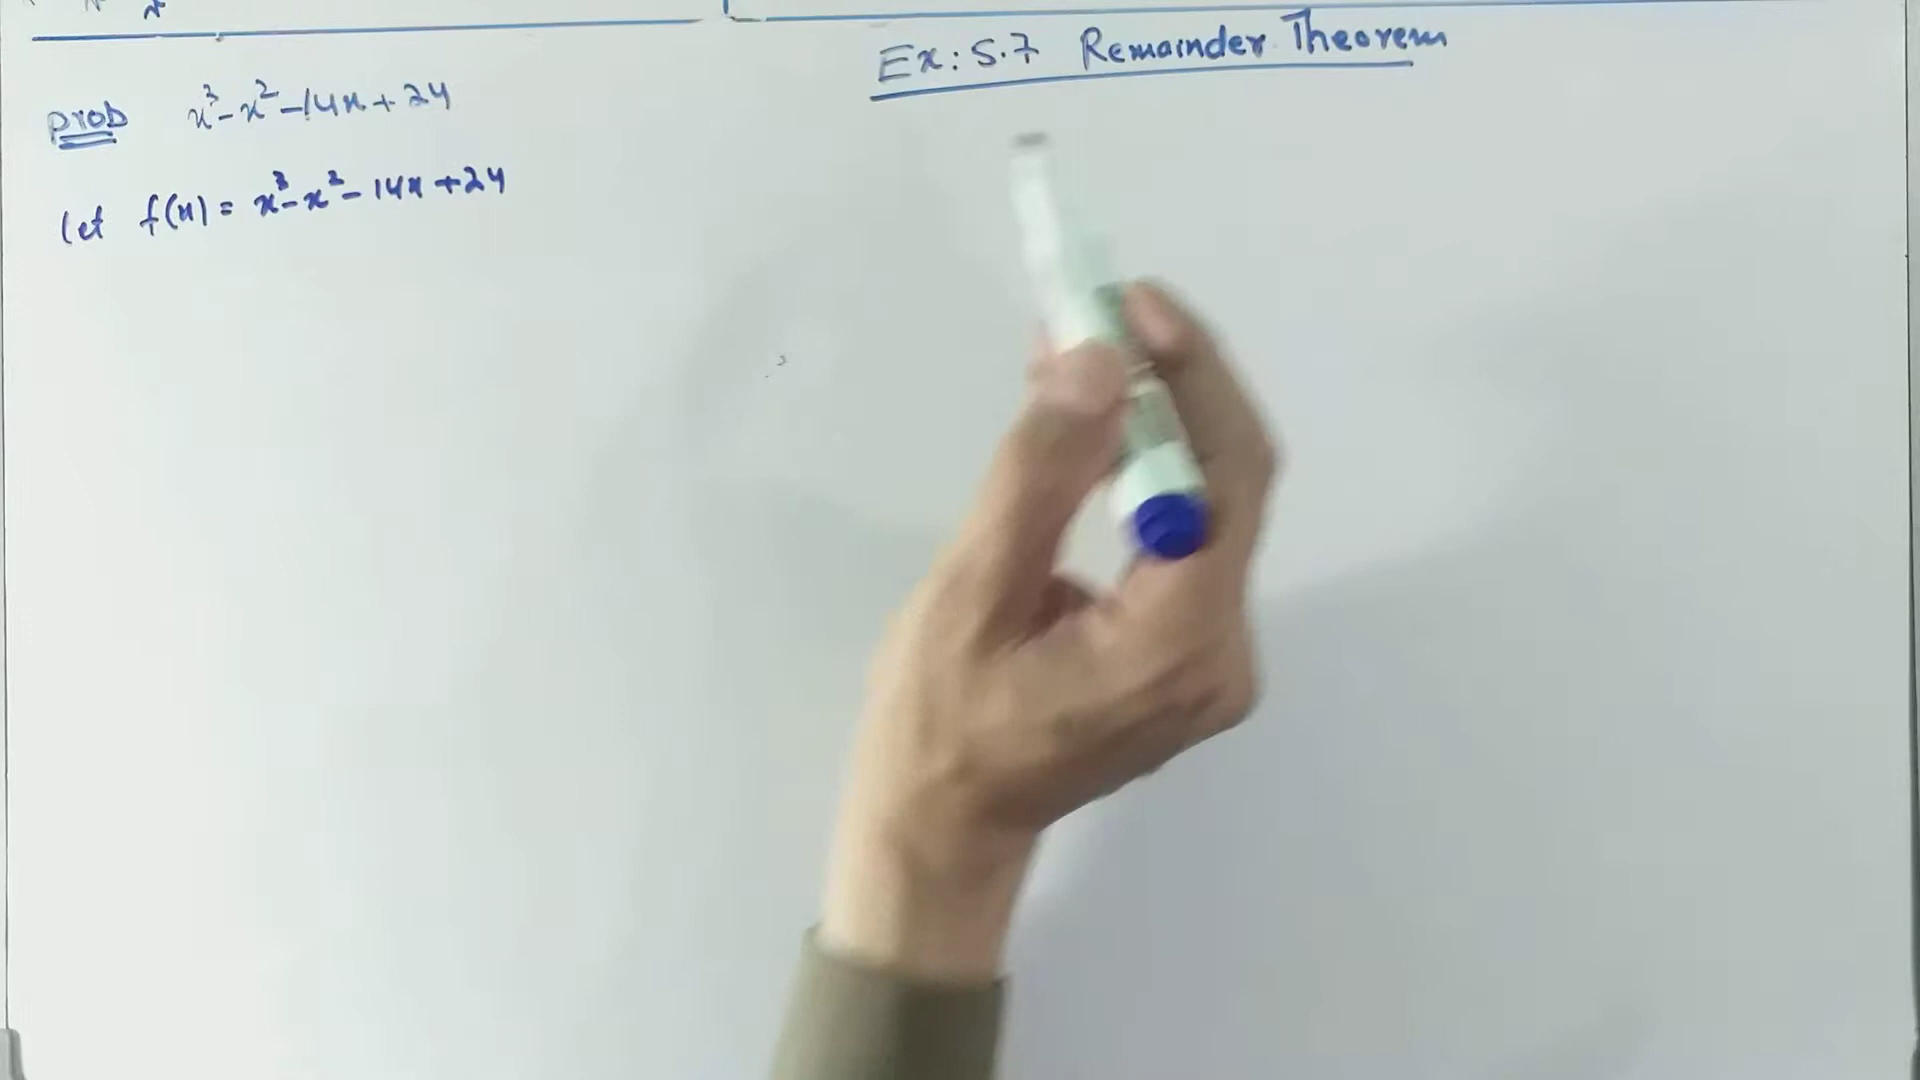 Ex: 5.7 Remainder Theorem
prob x³-x²-14x+24
let f(x) = x³-x²-14x+24